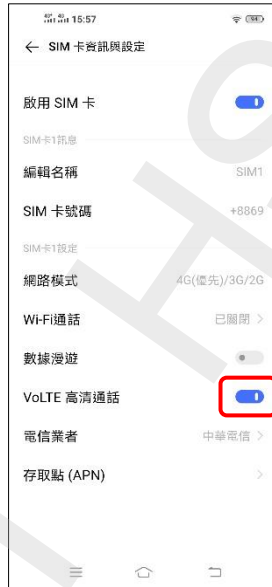 15:57
← SIM 卡資訊與設定
啟用 SIM 卡
SIM卡1訊息
編輯名稱 SIM1
SIM 卡號碼 +8869
SIM卡1設定
網路模式 4G(優先)/3G/2G
Wi-Fi通話 已關閉 >
數據漫遊
VoLTE 高清通話
電信業者 中華電信 >
存取點 (APN) >